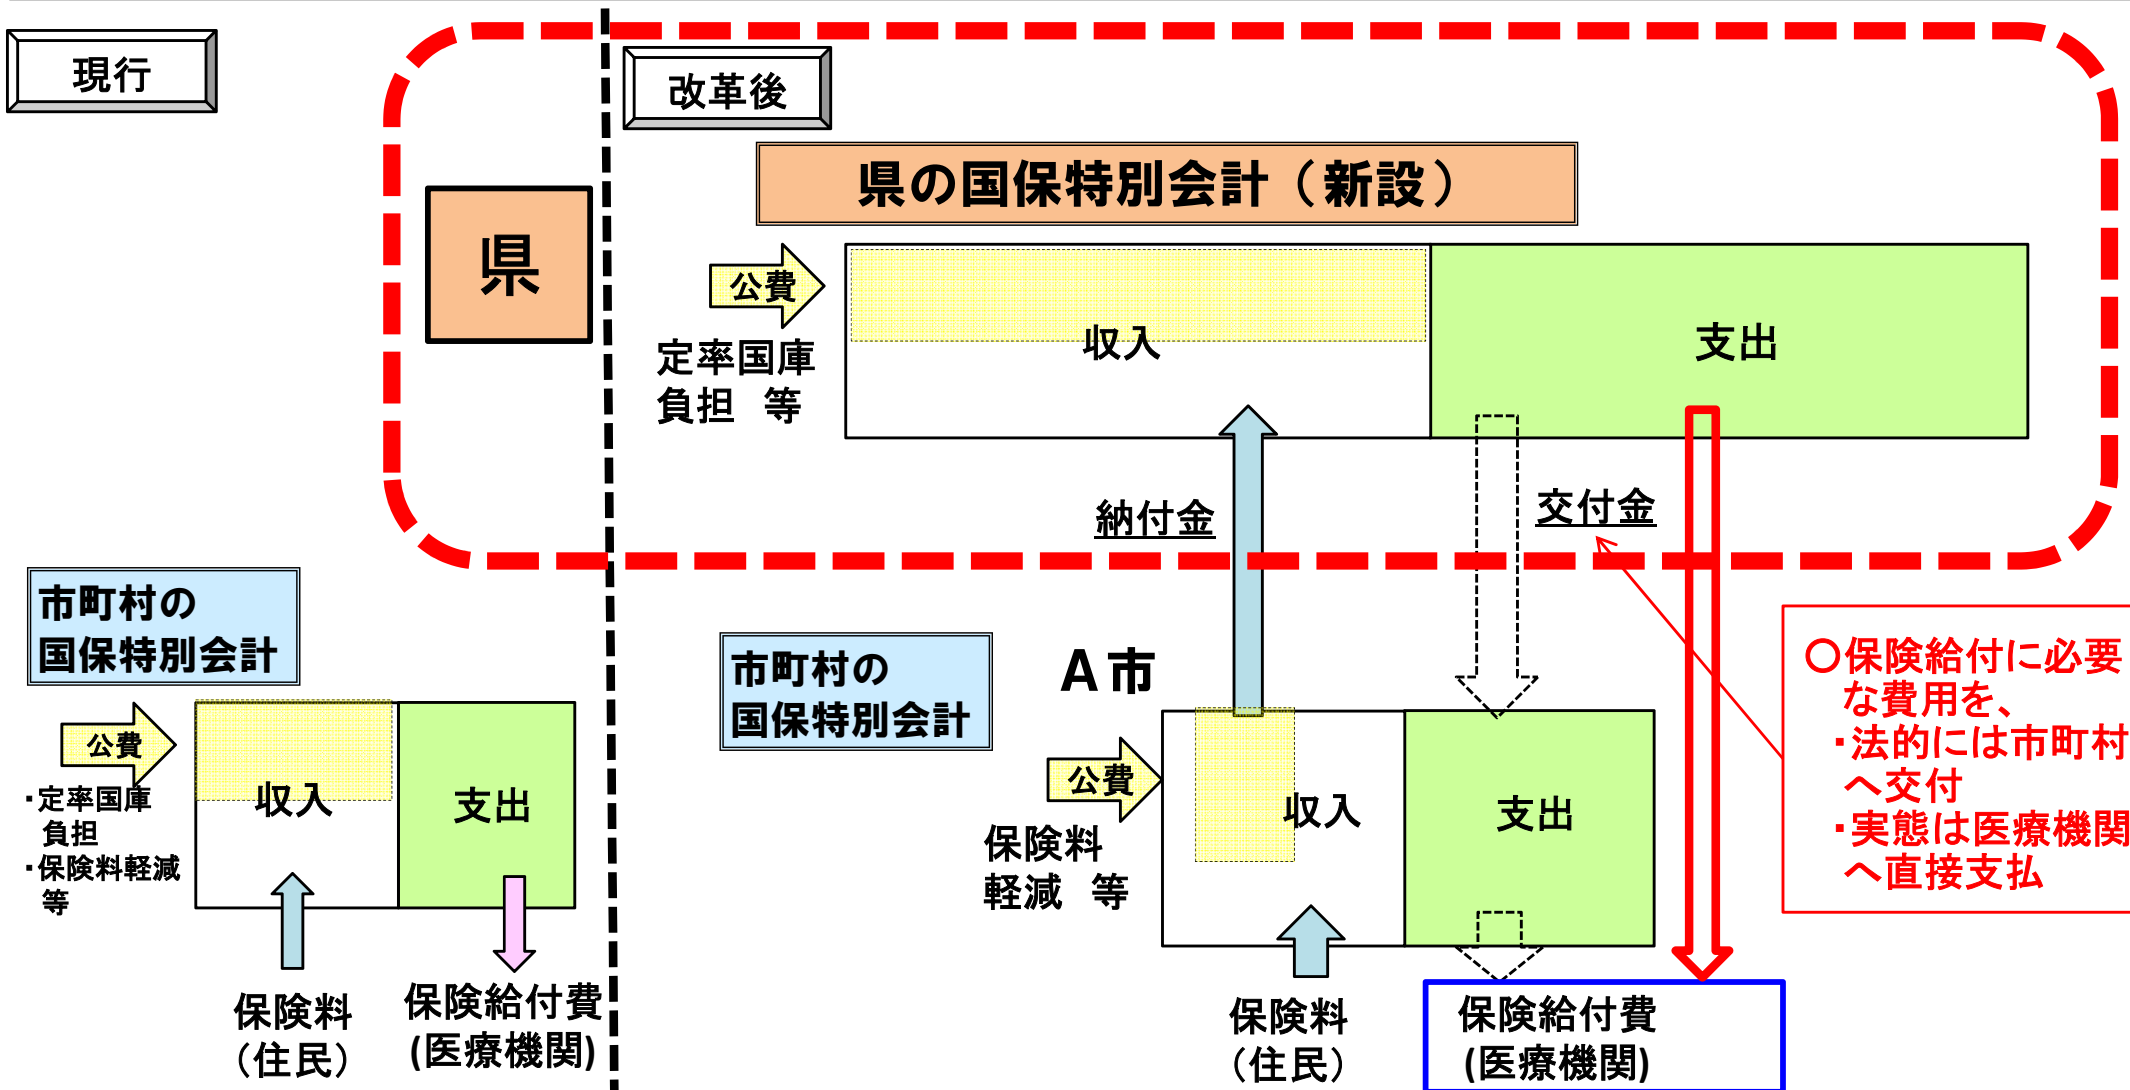 現行
改革後
県の国保特別会計（新設）
県
公費
定率国庫
負担 等
収入
支出
納付金
交付金
市町村の
国保特別会計
公費
・定率国庫
負担
・保険料軽減
等
収入
支出
保険料
（住民）
保険給付費
(医療機関)
市町村の
国保特別会計
A市
公費
保険料
軽減 等
収入
支出
保険料
（住民）
保険給付費
(医療機関)
○保険給付に必要
な費用を、
・法的には市町村
へ交付
・実態は医療機関
へ直接支払